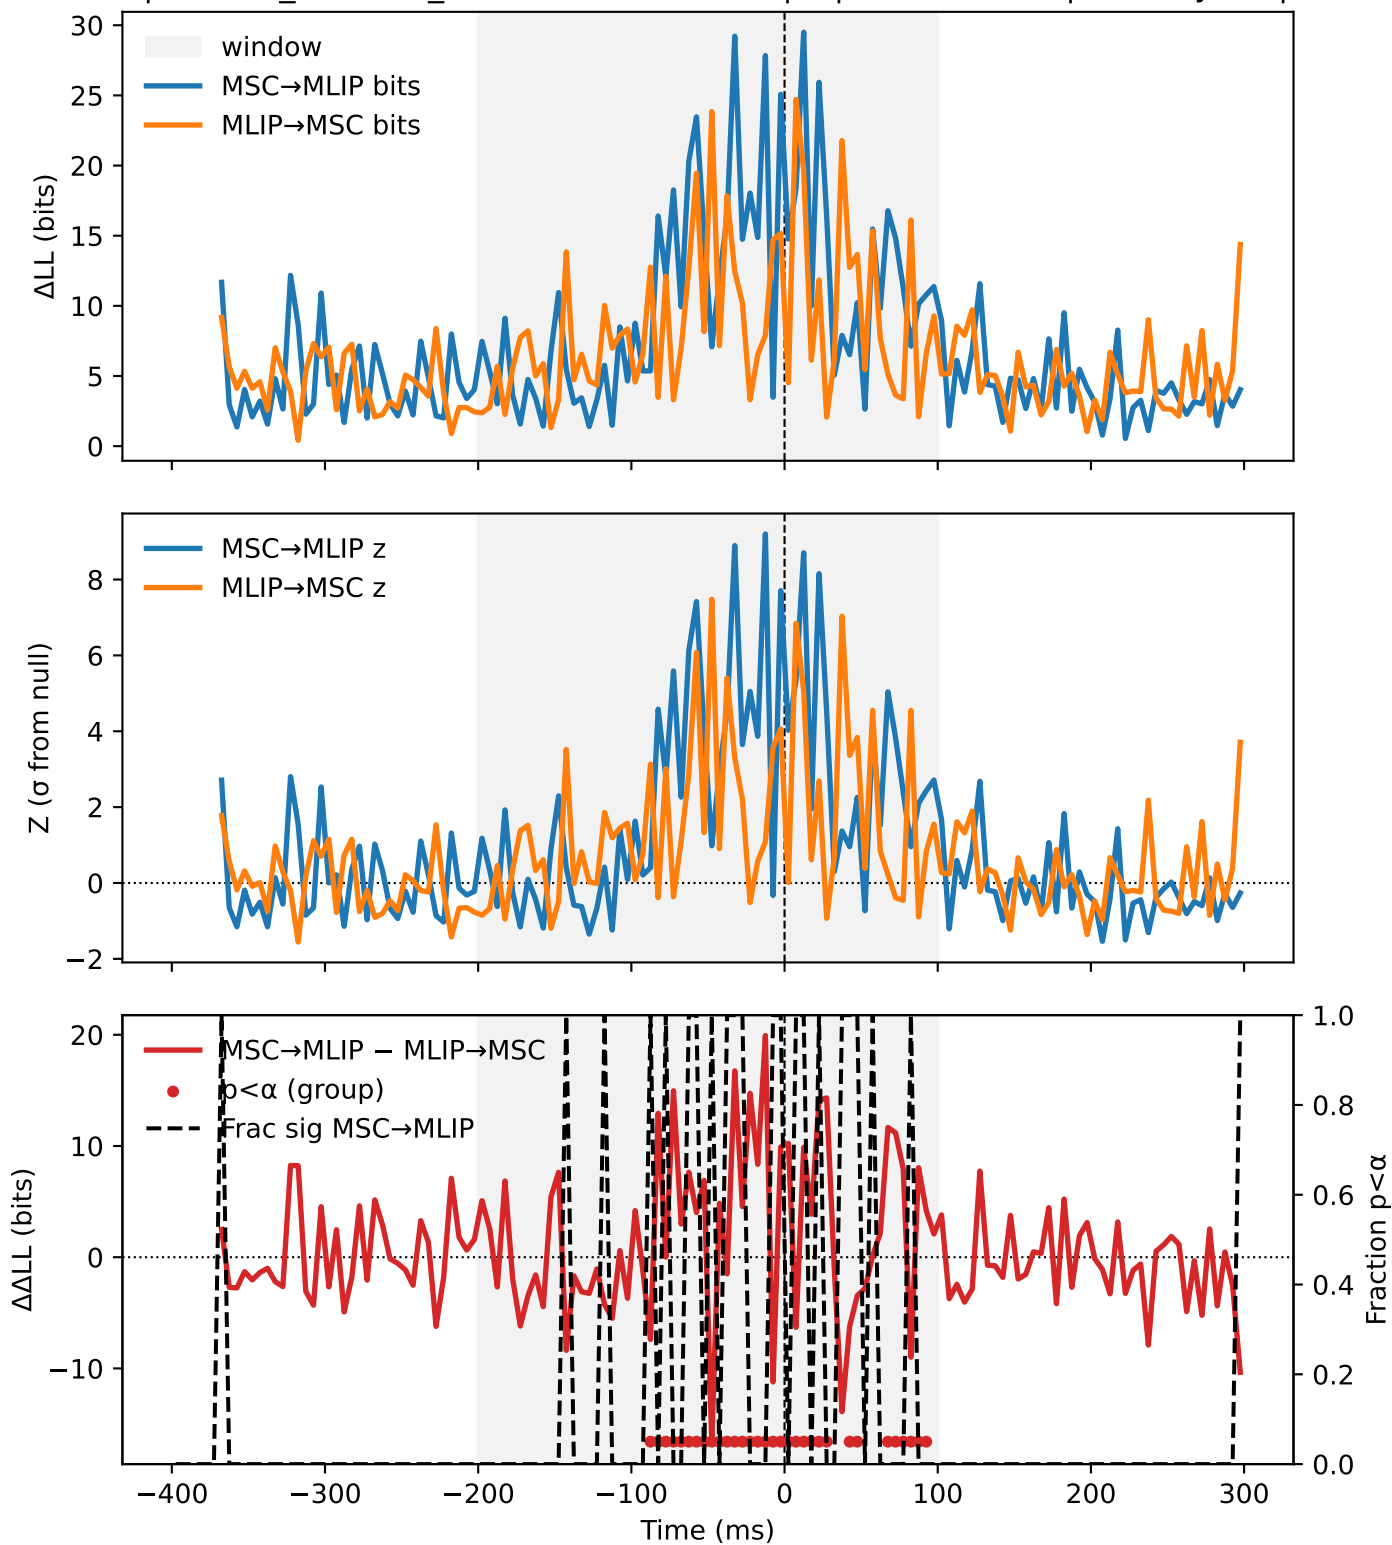 30
25
20
15
10
5
0
ΔLL (bits)
window
MSC→MLIP bits
MLIP→MSC bits
8
6
4
2
0
−2
Z (σ from null)
MSC→MLIP z
MLIP→MSC z
20
10
0
−10
ΔΔLL (bits)
MSC→MLIP − MLIP→MSC
p<α (group)
Frac sig MSC→MLIP
1.0
0.8
0.6
0.4
0.2
0.0
Fraction p<α
−400 −300 −200 −100 0 100 200 300
Time (ms)